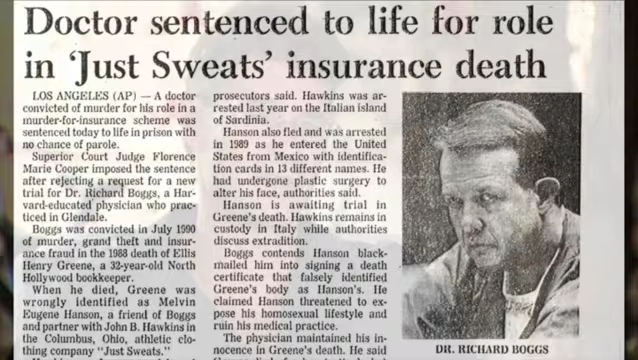 Doctor sentenced to life for role
in ‘Just Sweats’ insurance death
LOS ANGELES (AP) — A doctor
convicted of murder for his role in a
murder-for-insurance scheme was
sentenced today to life in prison with
no chance of parole.
Superior Court Judge Florence
Marie Cooper imposed the sentence
after rejecting a request for a new
trial for Dr. Richard Boggs, a Har-
vard-educated physician who prac-
ticed in Glendale.
Boggs was convicted in July 1990
of murder, grand theft and insur-
ance fraud in the 1988 death of Ellis
Henry Greene, a 32-year-old North
Hollywood bookkeeper.
When he died, Greene was
wrongly identified as Melvin
Eugene Hanson, a friend of Boggs
and partner with John B. Hawkins in
the Columbus, Ohio, athletic clo-
thing company "Just Sweats."
prosecutors said. Hawkins was ar-
rested last year on the Italian island
of Sardinia.
Hanson also fled and was arrested
in 1989 as he entered the United
States from Mexico with identifica-
tion cards in 13 different names. He
had undergone plastic surgery to
alter his face, authorities said.
Hanson is awaiting trial in
Greene's death. Hawkins remains in
custody in Italy while authorities
discuss extradition.
Boggs contends Hanson black-
mailed him into signing a death
certificate that falsely identified
Greene's body as Hanson's. He
claimed Hanson threatened to ex-
pose his homosexual lifestyle and
ruin his medical practice.
The physician maintained his in-
nocence in Greene's death. He said
DR. RICHARD BOGGS